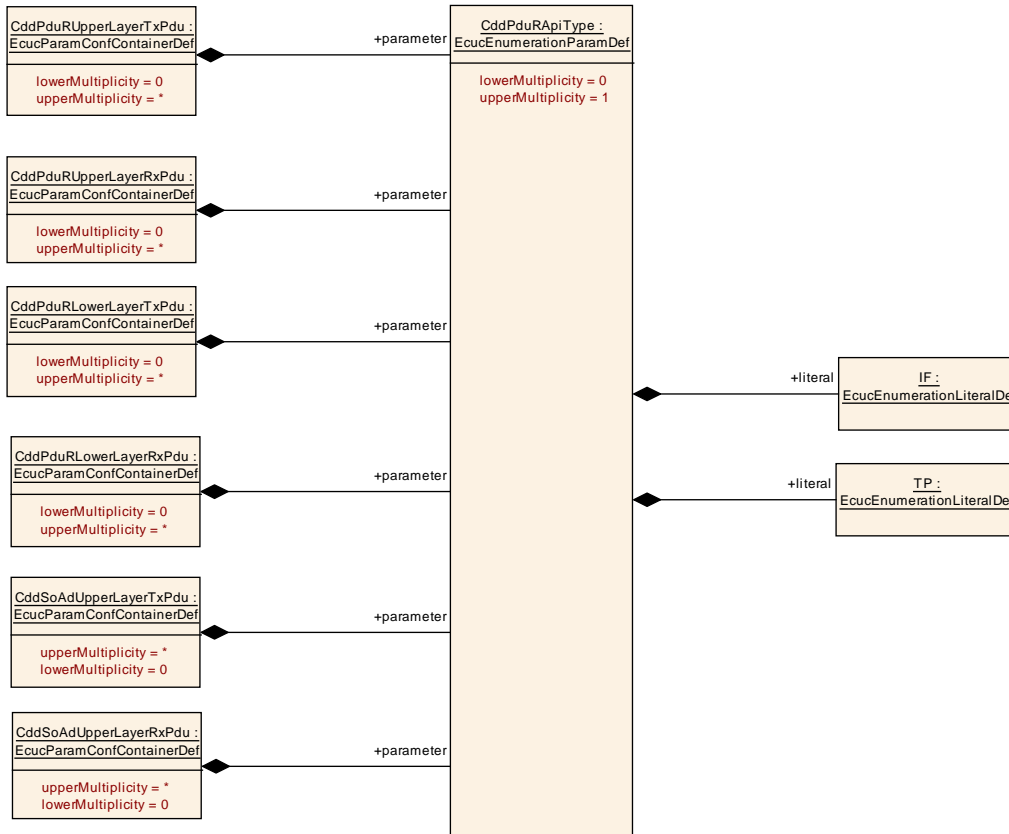 CddPduRUpperLayerTxPdu :
EcucParamConfContainerDef
lowerMultiplicity = 0
upperMultiplicity = *
+parameter
CddPduRApiType :
EcucEnumerationParamDef
lowerMultiplicity = 0
upperMultiplicity = 1
CddPduRUpperLayerRxPdu :
EcucParamConfContainerDef
lowerMultiplicity = 0
upperMultiplicity = *
+parameter
CddPduRLowerLayerTxPdu :
EcucParamConfContainerDef
lowerMultiplicity = 0
upperMultiplicity = *
+parameter
+literal
IF :
EcucEnumerationLiteralDe
CddPduRLowerLayerRxPdu :
EcucParamConfContainerDef
lowerMultiplicity = 0
upperMultiplicity = *
+parameter
+literal
TP :
EcucEnumerationLiteralDe
CddSoAdUpperLayerTxPdu :
EcucParamConfContainerDef
upperMultiplicity = *
lowerMultiplicity = 0
+parameter
CddSoAdUpperLayerRxPdu :
EcucParamConfContainerDef
upperMultiplicity = *
lowerMultiplicity = 0
+parameter